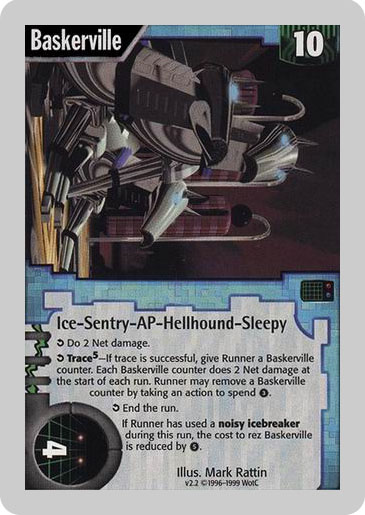 Baskerville
10
Ice-Sentry-AP-Hellhound-Sleepy
Do 2 Net damage.
Trace5–If trace is successful, give Runner a Baskerville
counter. Each Baskerville counter does 2 Net damage at
the start of each run. Runner may remove a Baskerville
counter by taking an action to spend 3.
End the run.
If Runner has used a noisy icebreaker
during this run, the cost to rez Baskerville
is reduced by 5.
4
Illus. Mark Rattin
v2.2 ©1996–1999 WotC